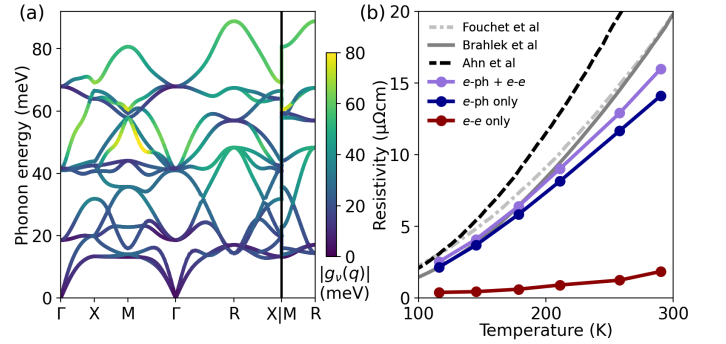 (a)
Phonon energy (meV)
80
60
40
20
0
Γ X M Γ R X|M R
80
60
40
20
0
|g_ν(q)|
(meV)
(b)
Resistivity (μΩcm)
20
15
10
5
0
Fouchet et al
Brahlek et al
Ahn et al
e-ph + e-e
e-ph only
e-e only
100 200 300
Temperature (K)